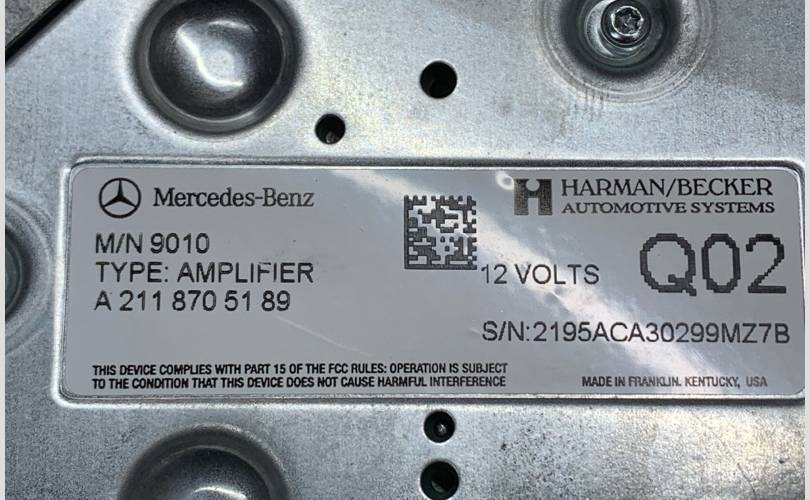 Mercedes-Benz
HARMAN/BECKER
AUTOMOTIVE SYSTEMS
M/N 9010
TYPE: AMPLIFIER
A 211 870 51 89
12 VOLTS
Q02
S/N:2195ACA30299MZ7B
THIS DEVICE COMPLIES WITH PART 15 OF THE FCC RULES: OPERATION IS SUBJECT
TO THE CONDITION THAT THIS DEVICE DOES NOT CAUSE HARMFUL INTERFERENCE
MADE IN FRANKLIN. KENTUCKY, USA